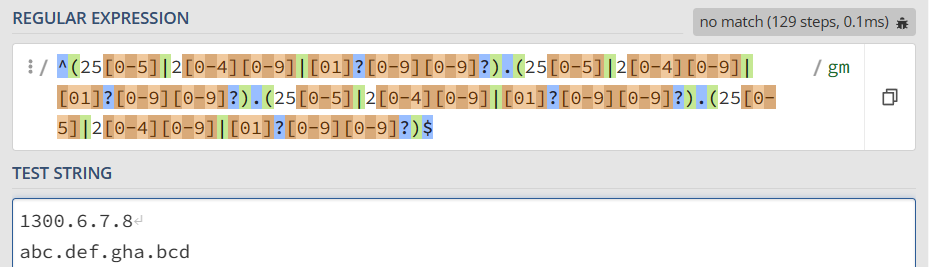 REGULAR EXPRESSION
no match (129 steps, 0.1ms)
/ ^(25[0-5]|2[0-4][0-9]|[01]?[0-9][0-9]?).(25[0-5]|2[0-4][0-9]| / gm
[01]?[0-9][0-9]?).(25[0-5]|2[0-4][0-9]|[01]?[0-9][0-9]?).(25[0-
5]|2[0-4][0-9]|[01]?[0-9][0-9]?)$
TEST STRING
1300.6.7.8↵
abc.def.gha.bcd